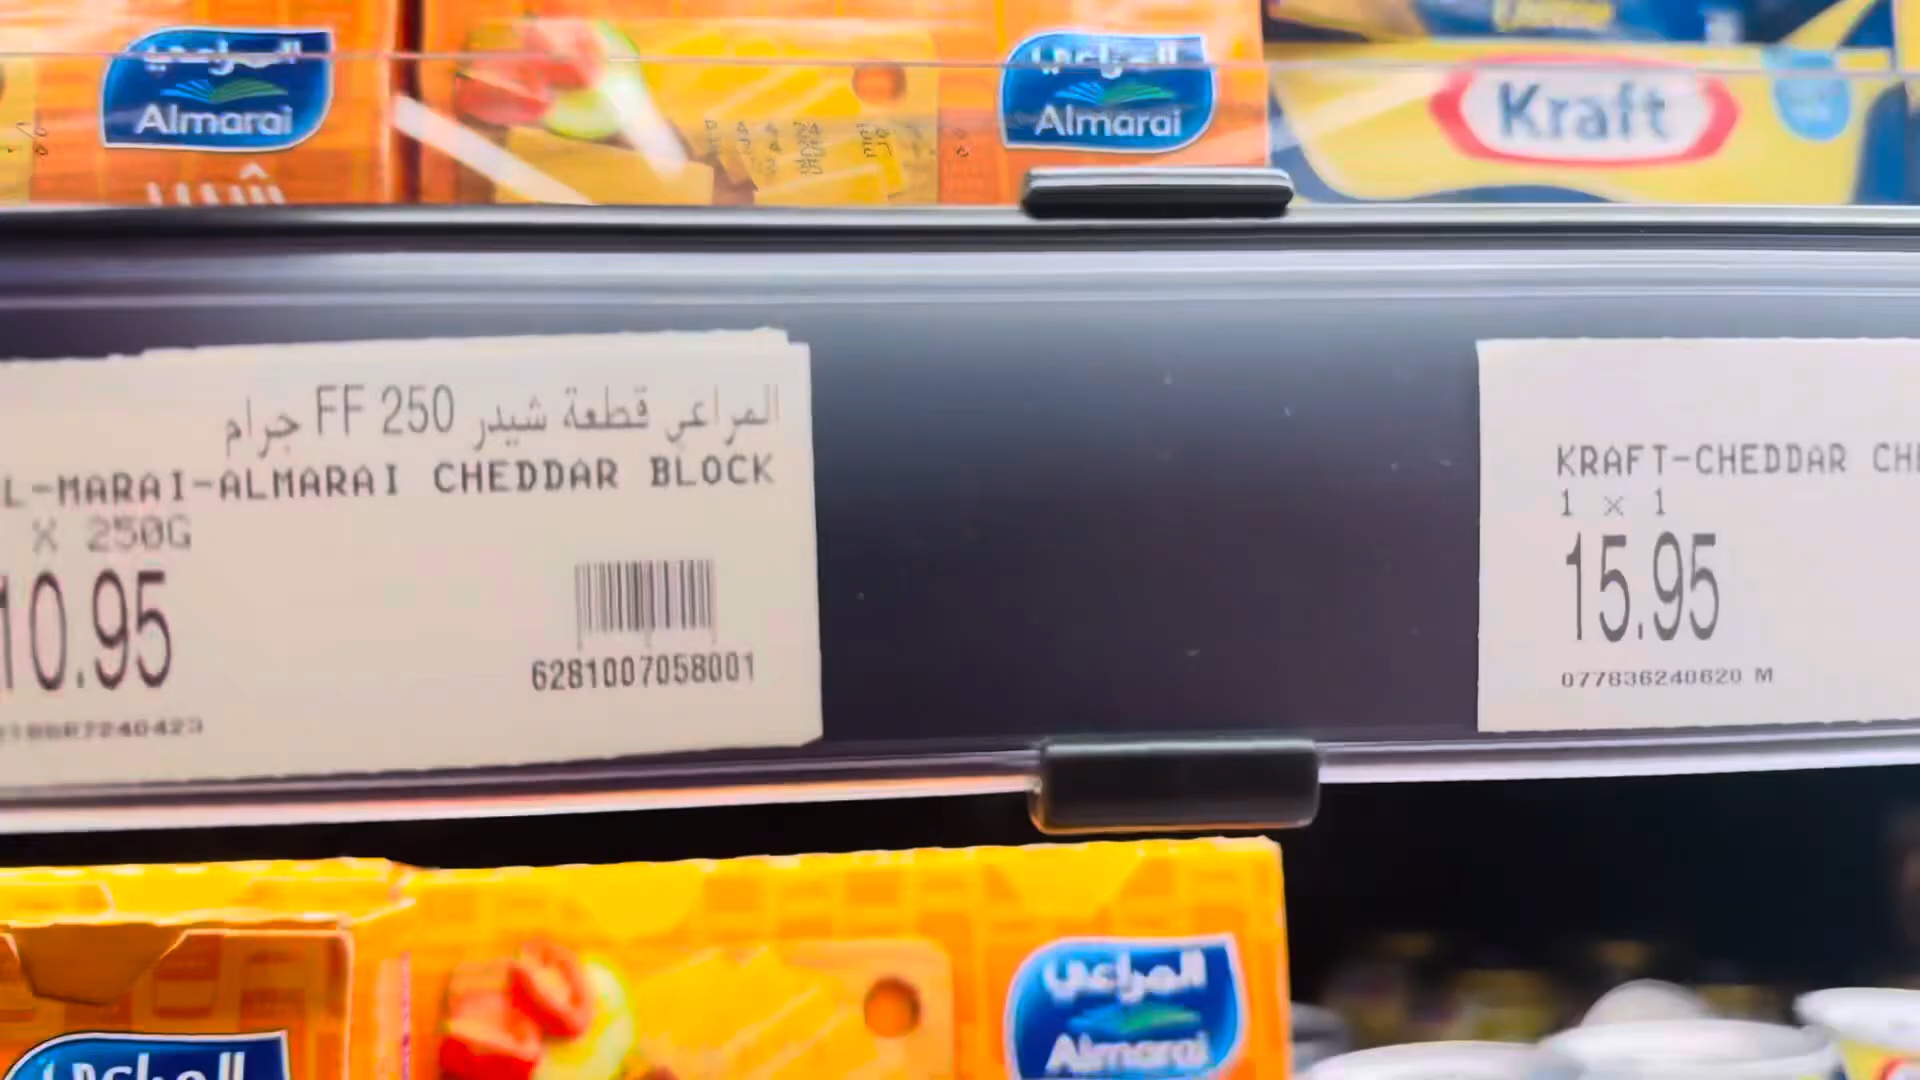 المراعي
Almarai
المراعي
Almarai
Kraft
المراعي قطعة شيدر FF 250 جرام
L-MARAI-ALMARAI CHEDDAR BLOCK
X 250G
10.95
6281007058001
KRAFT-CHEDDAR
1 x 1
15.95
077836240620 M
المراعي
Almarai
المراعي